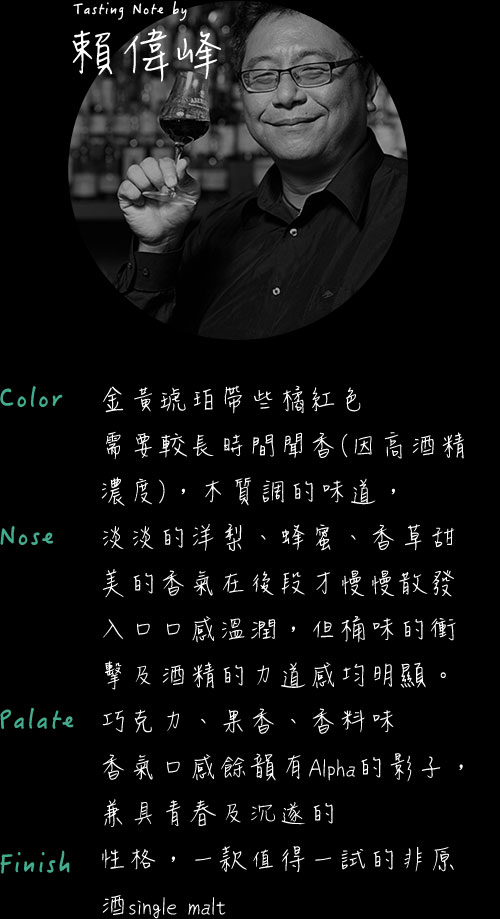 Tasting Note by
賴偉峰
Color
金黃琥珀帶些橘紅色
需要較長時間聞香(因高酒精
濃度)，木質調的味道，
Nose
淡淡的洋梨、蜂蜜、香草甜
美的香氣在後段才慢慢散發
入口口感溫潤，但桶味的衝
擊及酒精的力道感均明顯。
Palate
巧克力、果香、香料味
香氣口感餘韻有Alpha的影子，
兼具青春及沉邃的
Finish
性格，一款值得一試的非原
酒single malt